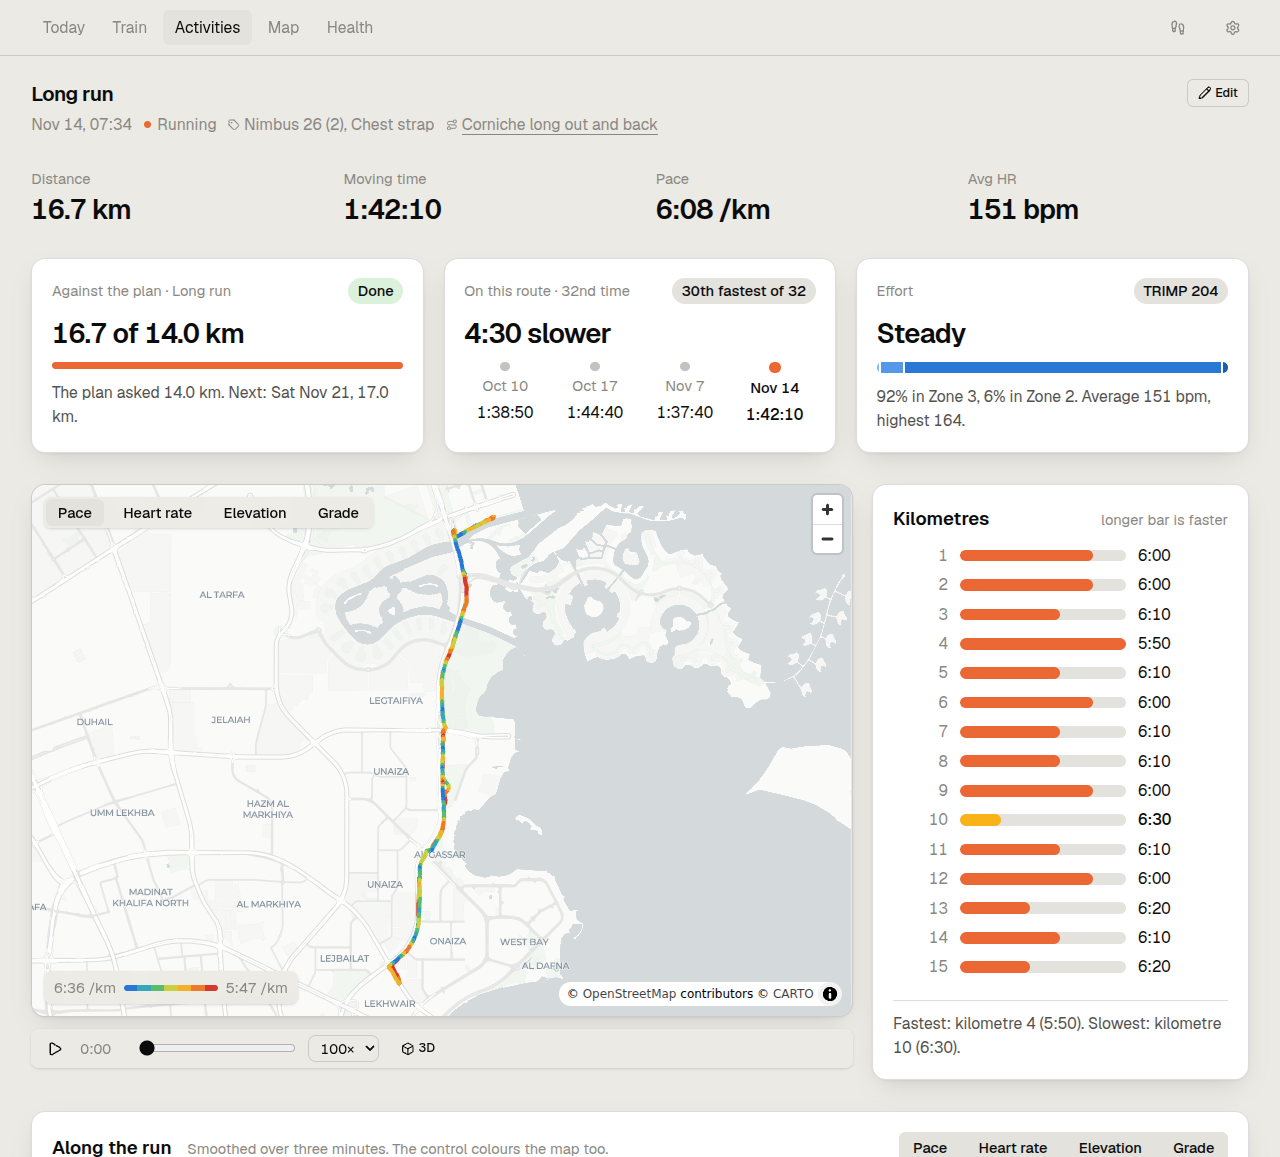 Today Train Activities Map Health
Long run
Edit
Nov 14, 07:34 Running Nimbus 26 (2), Chest strap Corniche long out and back
Distance Moving time Pace Avg HR
16.7 km 1:42:10 6:08 /km 151 bpm
Against the plan · Long run Done
16.7 of 14.0 km
The plan asked 14.0 km. Next: Sat Nov 21, 17.0
km.
On this route · 32nd time 30th fastest of 32
4:30 slower
Oct 10 Oct 17 Nov 7 Nov 14
1:38:50 1:44:40 1:37:40 1:42:10
Effort TRIMP 204
Steady
92% in Zone 3, 6% in Zone 2. Average 151 bpm,
highest 164.
Pace Heart rate Elevation Grade
AL TARFA
LEGTAIFIYA
DUHAIL
JELAIAH
UNAIZA
HAZM AL
MARKHIYA
UMM LEKHBA
AL GASSAR
UNAIZA
MADINAT
KHALIFA NORTH
AL MARKHIYA
AFA
ONAIZA
WEST BAY
LEJBAILAT
AL DAFNA
LEKHWAIR
6:36 /km 5:47 /km
© OpenStreetMap contributors © CARTO
0:00 100× 3D
Kilometres longer bar is faster
1 6:00
2 6:00
3 6:10
4 5:50
5 6:10
6 6:00
7 6:10
8 6:10
9 6:00
10 6:30
11 6:10
12 6:00
13 6:20
14 6:10
15 6:20
Fastest: kilometre 4 (5:50). Slowest: kilometre
10 (6:30).
Along the run Smoothed over three minutes. The control colours the map too.
Pace Heart rate Elevation Grade